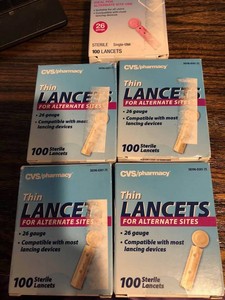 26
STERILE Single-Use
100 LANCETS
CVS/pharmacy
Thin
LANCETS
FOR ALTERNATE SITES
• 26 gauge
• Compatible with most
lancing devices
100 Sterile
Lancets
CVS/pharmacy
Thin
LANCETS
FOR ALTERNATE SITES
• 26 gauge
• Compatible with most
lancing devices
100 Sterile
Lancets
CVS/pharmacy
Thin
LANCETS
FOR ALTERNATE SITES
• 26 gauge
• Compatible with most
lancing devices
100 Sterile
Lancets
CVS/pharmacy
Thin
LANCETS
FOR ALTERNATE SITES
• 26 gauge
• Compatible with most
lancing devices
100 Sterile
Lancets